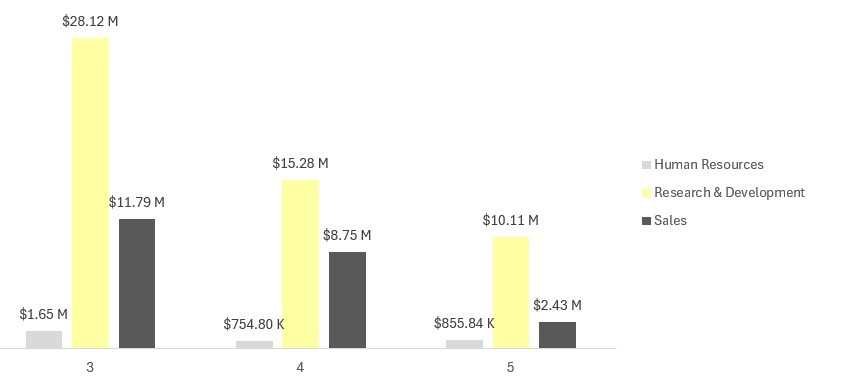 $28.12 M
$15.28 M
$11.79 M
$10.11 M
$8.75 M
$1.65 M
$754.80 K
$855.84 K
$2.43 M
3
4
5
Human Resources
Research & Development
Sales